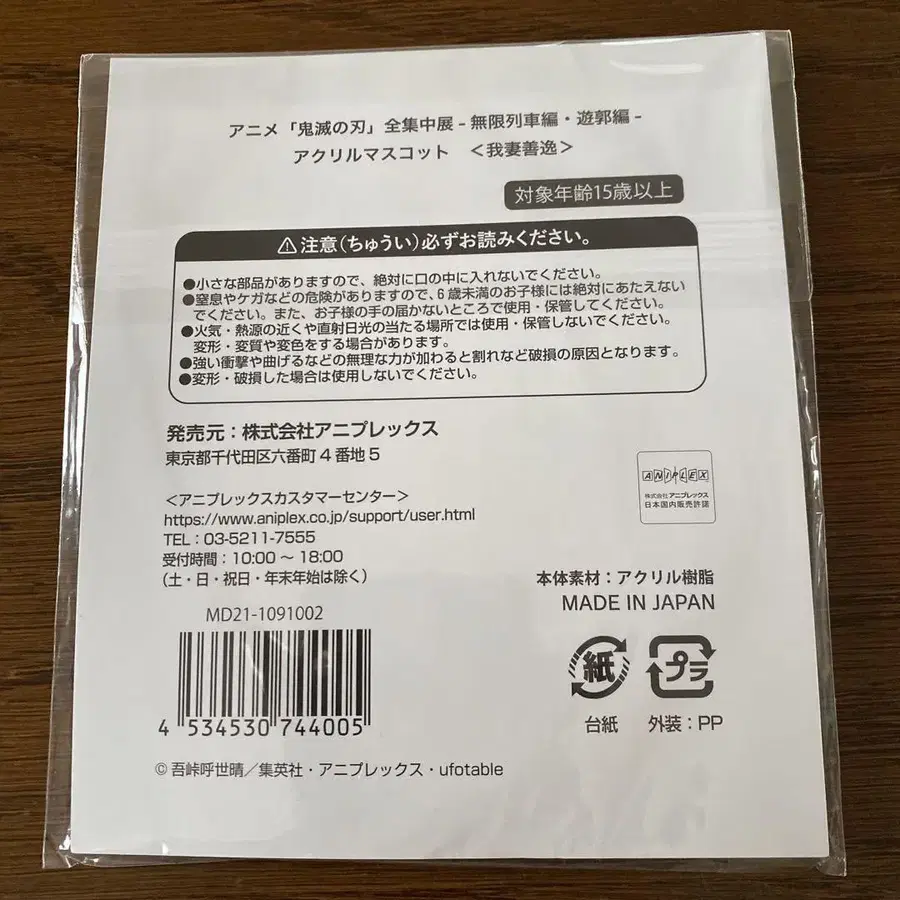 アニメ「鬼滅の刃」全集中展 - 無限列車編・遊郭編 -
アクリルマスコット ＜我妻善逸＞
対象年齢15歳以上
⚠注意(ちゅうい)必ずお読みください。
●小さな部品がありますので、絶対に口の中に入れないでください。
●窒息やケガなどの危険がありますので、6歳未満のお子様には絶対にあたえない
でください。また、お子様の手の届かないところで使用・保管してください。
●火気・熱源の近くや直射日光の当たる場所では使用・保管しないでください。
変形・変質や変色をする場合があります。
●強い衝撃や曲げるなどの無理な力が加わると割れなど破損の原因となります。
●変形・破損した場合は使用しないでください。
発売元：株式会社アニプレックス
東京都千代田区六番町4番地5
＜アニプレックスカスタマーセンター＞
https://www.aniplex.co.jp/support/user.html
TEL：03-5211-7555
受付時間：10:00～18:00
(土・日・祝日・年末年始は除く)
ANIPLEX
株式会社アニプレックス
日本国内販売許諾
本体素材：アクリル樹脂
MADE IN JAPAN
MD21-1091002
4 534530 744005
紙
プラ
台紙
外装：PP
© 吾峠呼世晴／集英社・アニプレックス・ufotable